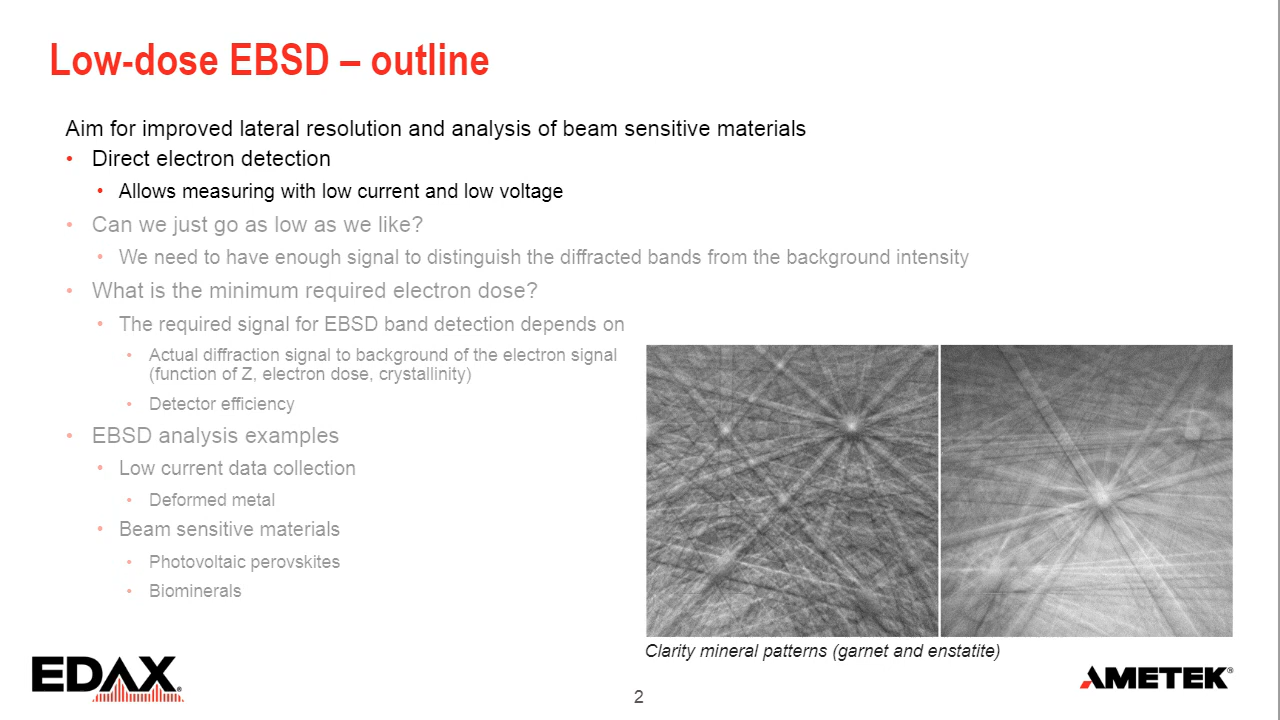 Low-dose EBSD – outline
Aim for improved lateral resolution and analysis of beam sensitive materials
• Direct electron detection
• Allows measuring with low current and low voltage
• Can we just go as low as we like?
• We need to have enough signal to distinguish the diffracted bands from the background intensity
• What is the minimum required electron dose?
• The required signal for EBSD band detection depends on
• Actual diffraction signal to background of the electron signal
(function of Z, electron dose, crystallinity)
• Detector efficiency
• EBSD analysis examples
• Low current data collection
• Deformed metal
• Beam sensitive materials
• Photovoltaic perovskites
• Biominerals
Clarity mineral patterns (garnet and enstatite)
EDAX®
2
AMETEK®